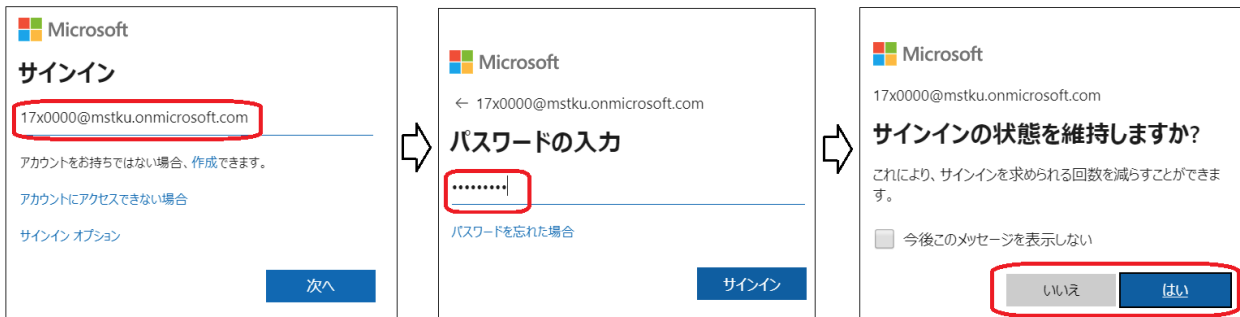 Microsoft
サインイン
17x0000@mstku.onmicrosoft.com
アカウントをお持ちではない場合、作成できます。
アカウントにアクセスできない場合
サインイン オプション
次へ
Microsoft
← 17x0000@mstku.onmicrosoft.com
パスワードの入力
•••••••••
パスワードを忘れた場合
サインイン
Microsoft
17x0000@mstku.onmicrosoft.com
サインインの状態を維持しますか?
これにより、サインインを求められる回数を減らすことができま
す。
今後このメッセージを表示しない
いいえ
はい